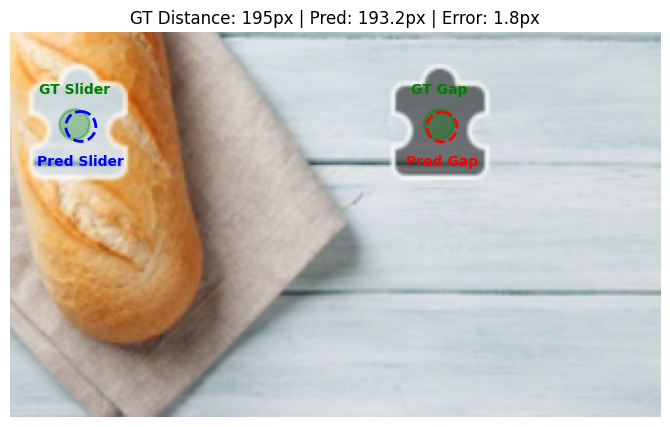 GT Distance: 195px | Pred: 193.2px | Error: 1.8px
GT Slider
GT Gap
Pred Slider
Pred Gap